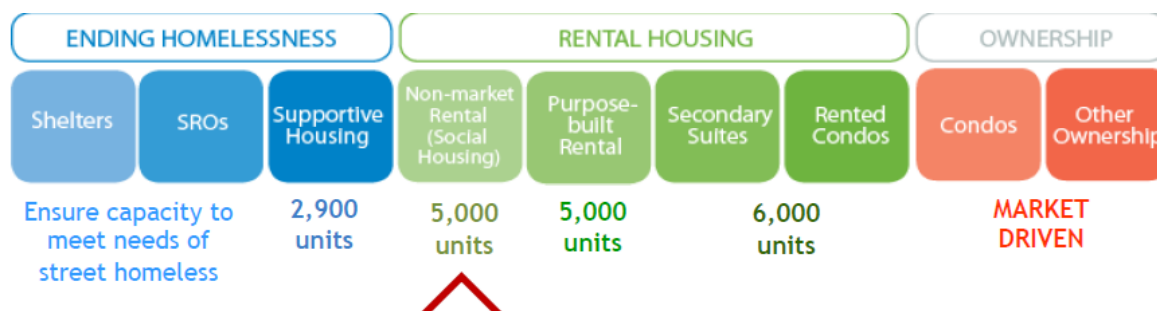 ENDING HOMELESSNESS
RENTAL HOUSING
OWNERSHIP
Shelters
SROs
Supportive
Housing
Non-market
Rental
(Social
Housing)
Purpose-
built
Rental
Secondary
Suites
Rented
Condos
Condos
Other
Ownership
Ensure capacity to
meet needs of
street homeless
2,900
units
5,000
units
5,000
units
6,000
units
MARKET
DRIVEN